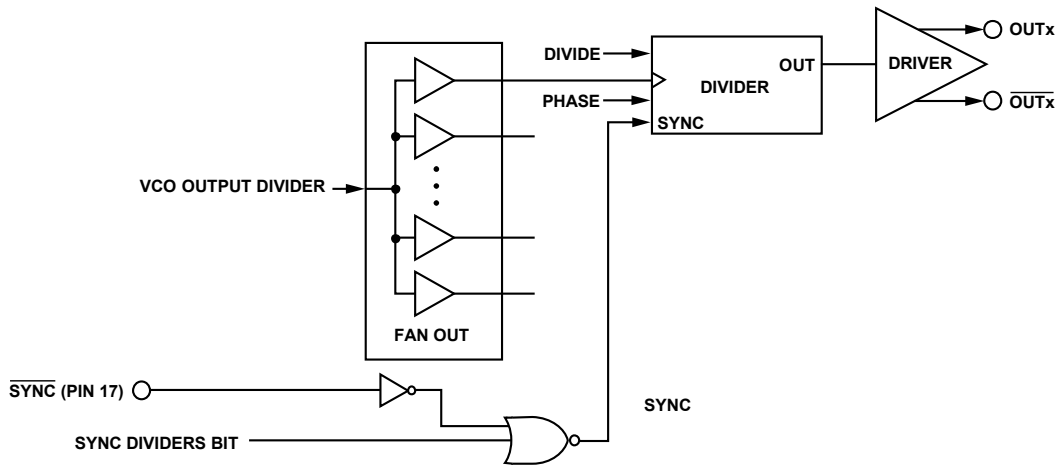 OUTx
DIVIDE
OUT
DRIVER
DIVIDER
PHASE
OUTx
SYNC
VCO OUTPUT DIVIDER
FAN OUT
SYNC (PIN 17)
SYNC
SYNC DIVIDERS BIT